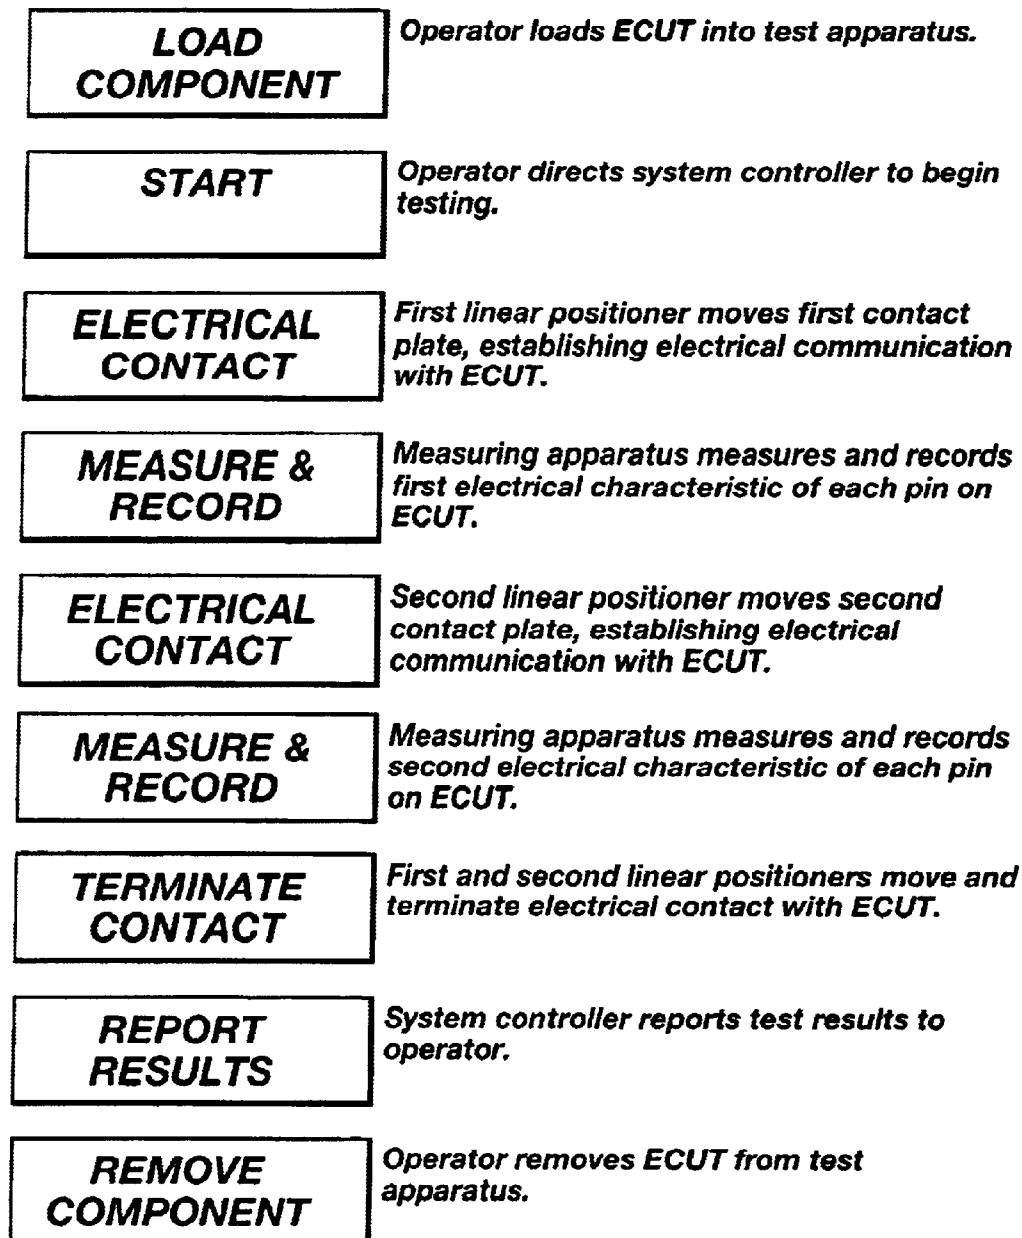 LOAD
COMPONENT
Operator loads ECUT into test apparatus.
START
Operator directs system controller to begin
testing.
ELECTRICAL
CONTACT
First linear positioner moves first contact
plate, establishing electrical communication
with ECUT.
MEASURE &
RECORD
Measuring apparatus measures and records
first electrical characteristic of each pin on
ECUT.
ELECTRICAL
CONTACT
Second linear positioner moves second
contact plate, establishing electrical
communication with ECUT.
MEASURE &
RECORD
Measuring apparatus measures and records
second electrical characteristic of each pin
on ECUT.
TERMINATE
CONTACT
First and second linear positioners move and
terminate electrical contact with ECUT.
REPORT
RESULTS
System controller reports test results to
operator.
REMOVE
COMPONENT
Operator removes ECUT from test
apparatus.